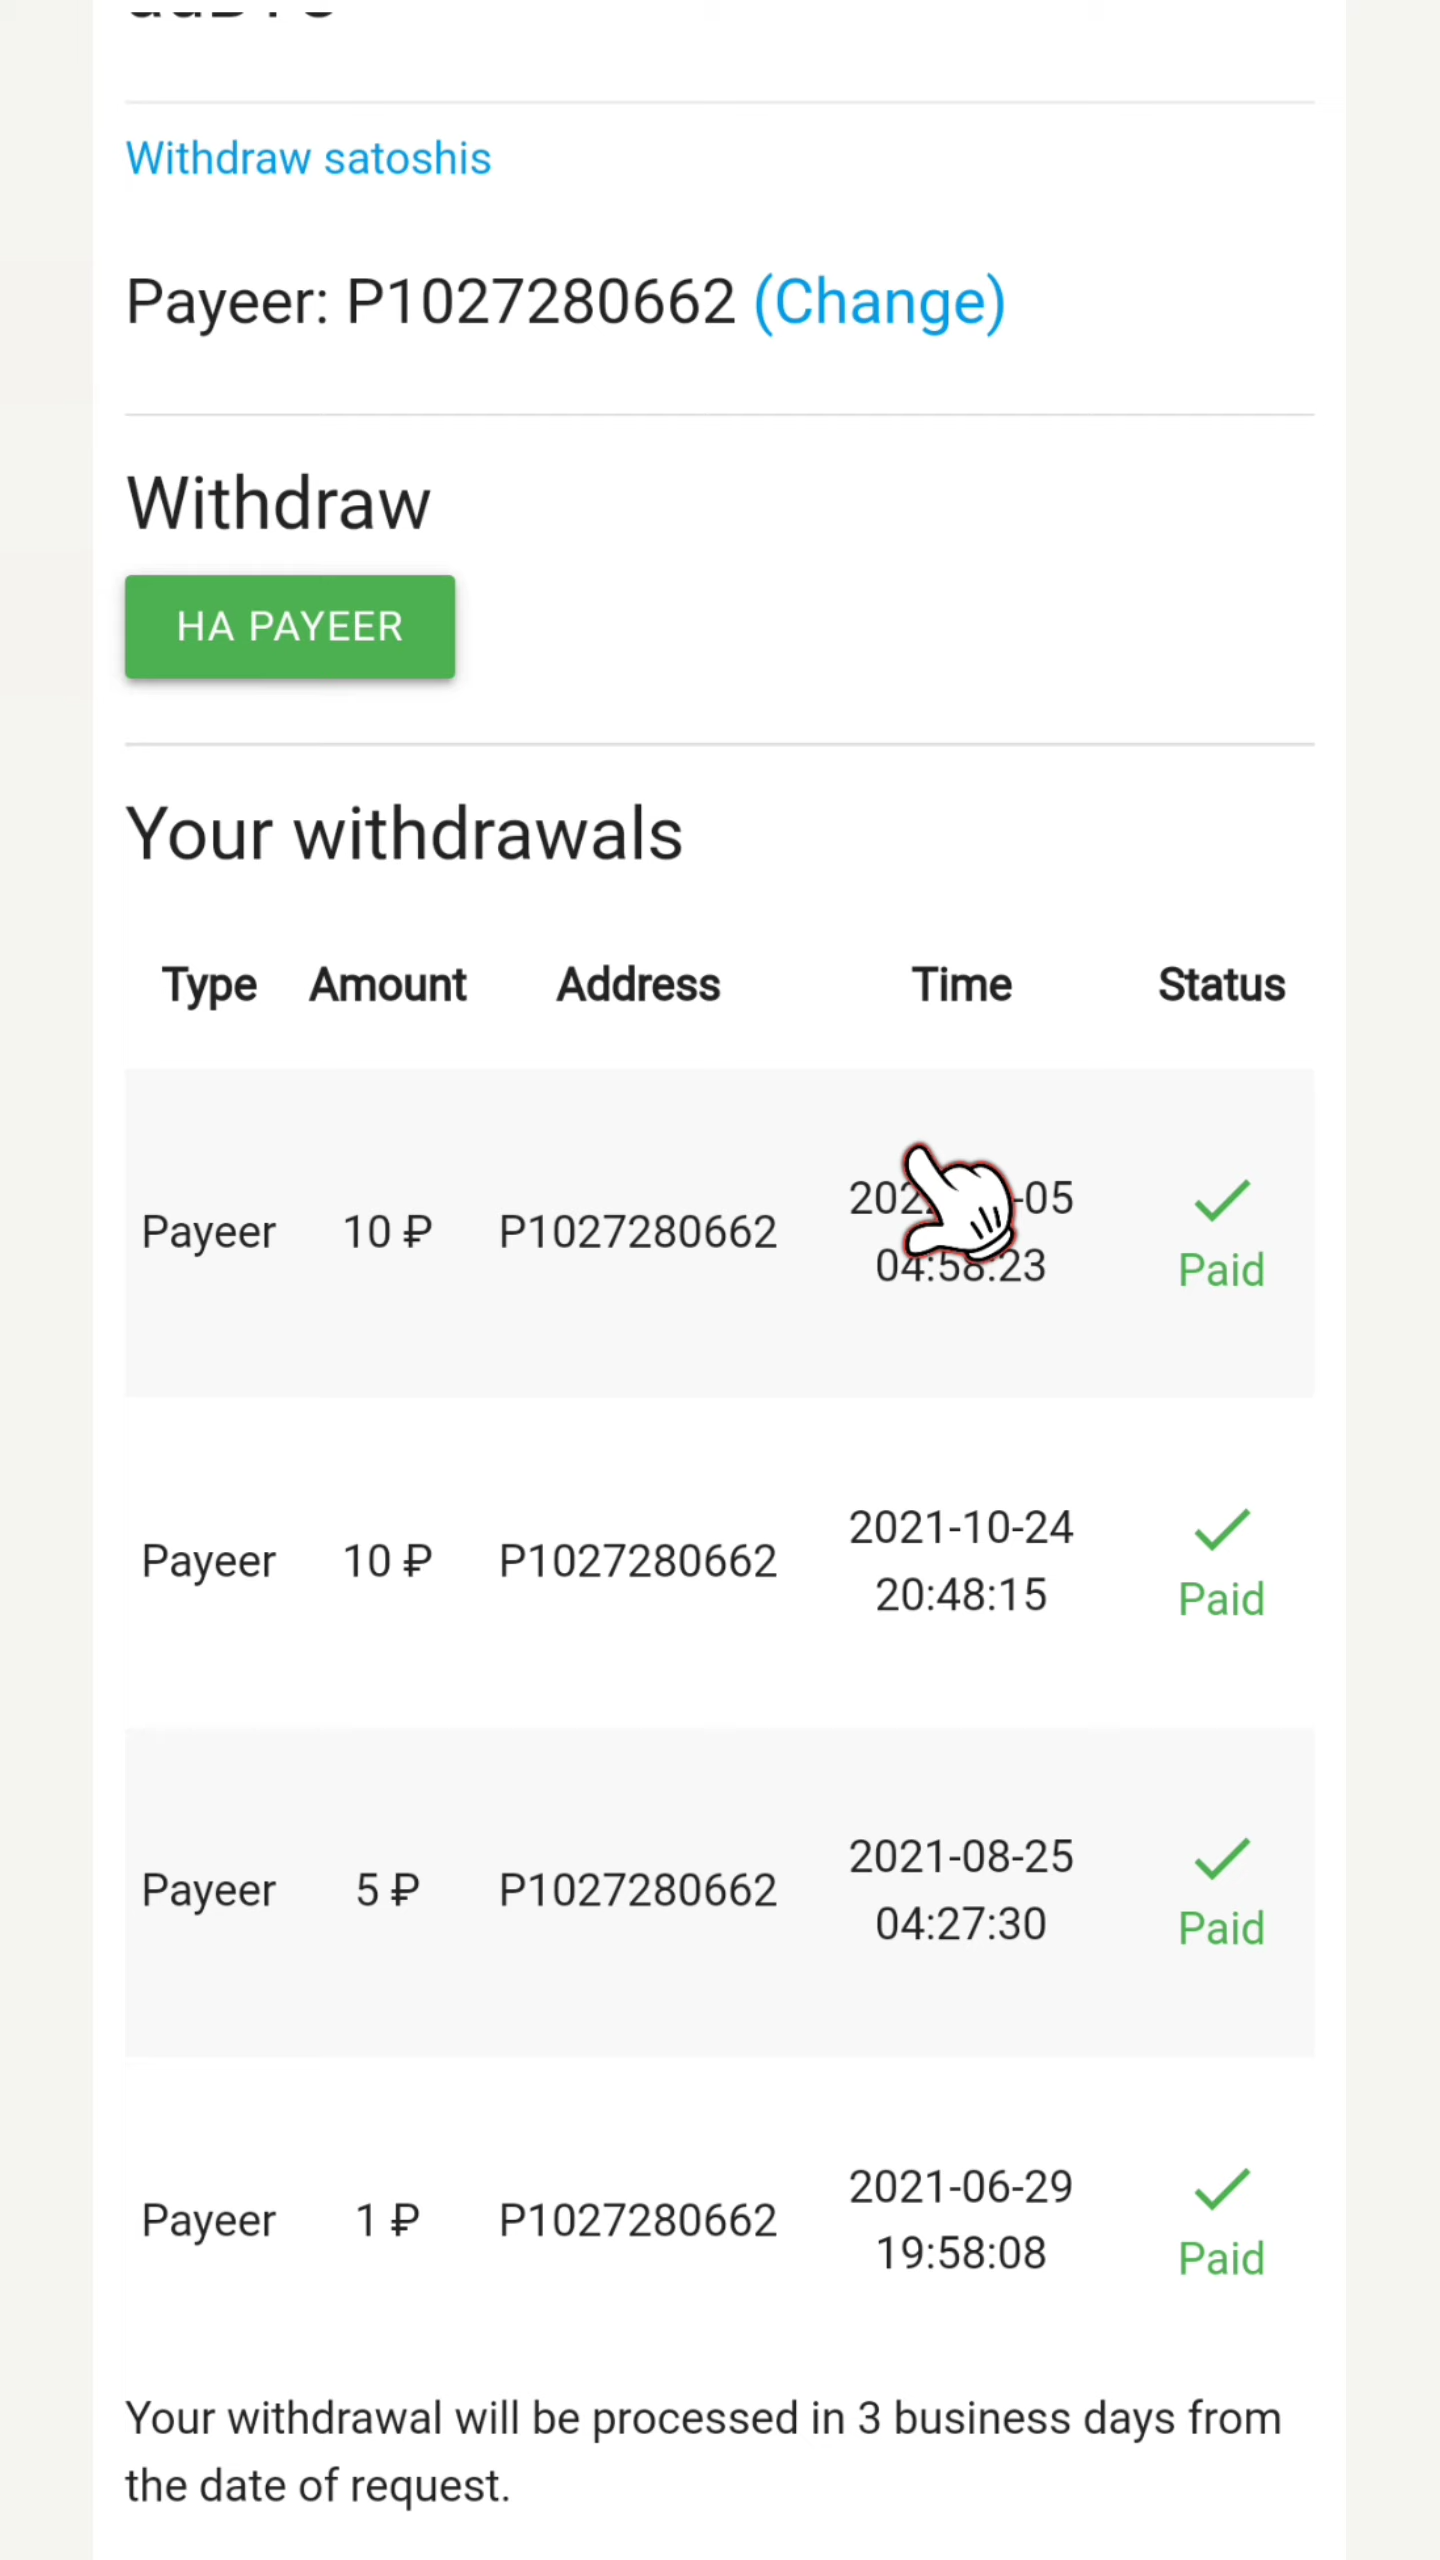 Withdraw satoshis
Payeer: P1027280662 (Change)
Withdraw
НА PAYEER
Your withdrawals
Type Amount Address Time Status
Payeer 10 ₽ P1027280662
04:58:23
Paid
Payeer 10 ₽ P1027280662
2021-10-24
20:48:15
Paid
Payeer 5 ₽ P1027280662
2021-08-25
04:27:30
Paid
Payeer 1 ₽ P1027280662
2021-06-29
19:58:08
Paid
Your withdrawal will be processed in 3 business days from
the date of request.